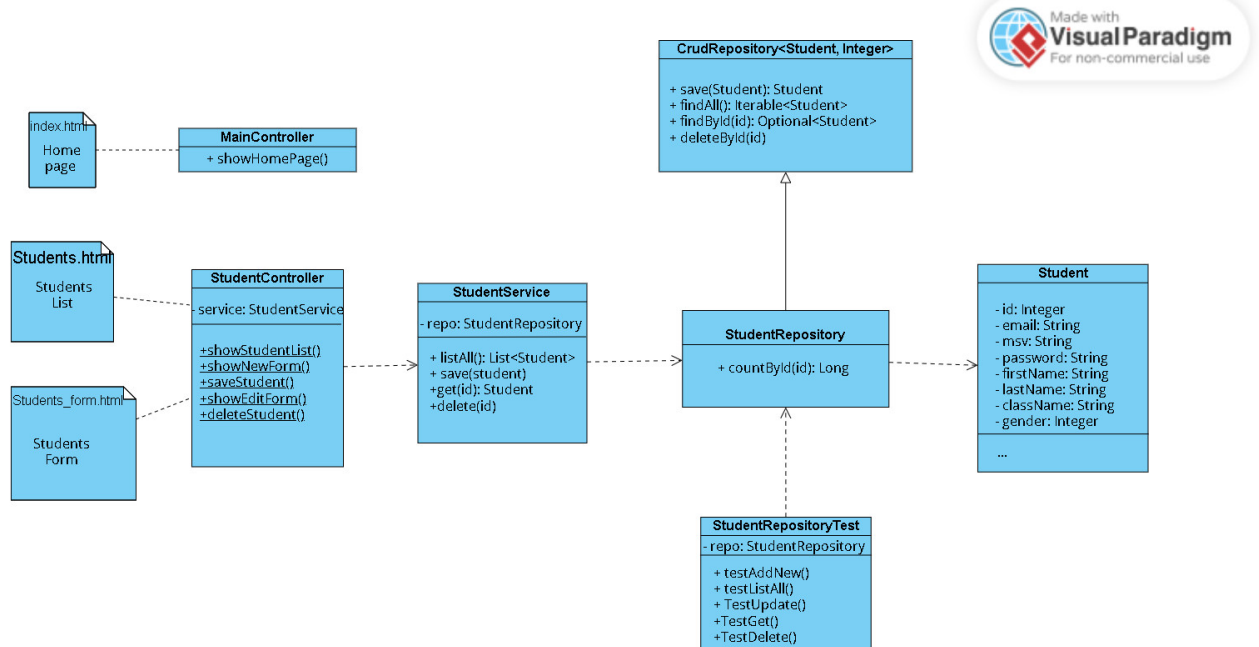 Made with
Visual Paradigm
For non-commercial use
CrudRepository<Student, Integer>
+ save(Student): Student
+ findAll(): Iterable<Student>
+ findById(id): Optional<Student>
+ deleteById(id)
index.html
Home
page
MainController
+ showHomePage()
Students.html
Students
List
StudentController
- service: StudentService
+showStudentList()
+showNewForm()
+saveStudent()
+showEditForm()
+deleteStudent()
StudentService
- repo: StudentRepository
+ listAll(): List<Student>
+ save(student)
+get(id): Student
+delete(id)
StudentRepository
+ countById(id): Long
Student
- id: Integer
- email: String
- msv: String
- password: String
- firstName: String
- lastName: String
- className: String
- gender: Integer
...
Students_form.html
Students
Form
StudentRepositoryTest
- repo: StudentRepository
+ testAddNew()
+ testListAll()
+ TestUpdate()
+TestGet()
+TestDelete()